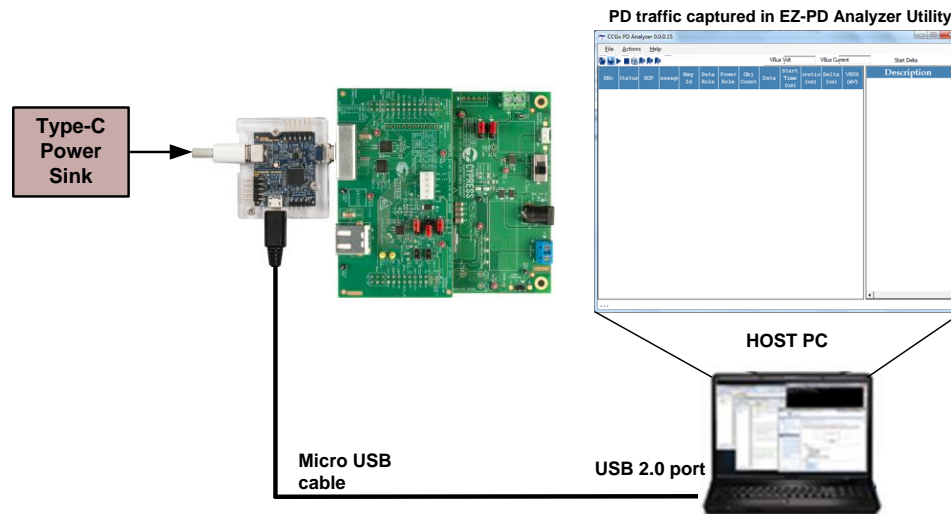 PD traffic captured in EZ-PD Analyzer Utility
CCGx PD Analyzer 0.0.0.15
File Actions Help
VBus Volt
VBus Current
Start Delta
SNo Status SOP Msg Id Data Role Power Role Obj Count Data Start Time (us) Delta (us) VBUS (mV)
Description
Type-C
Power
Sink
CYPRESS
HOST PC
Micro USB
cable
USB 2.0 port